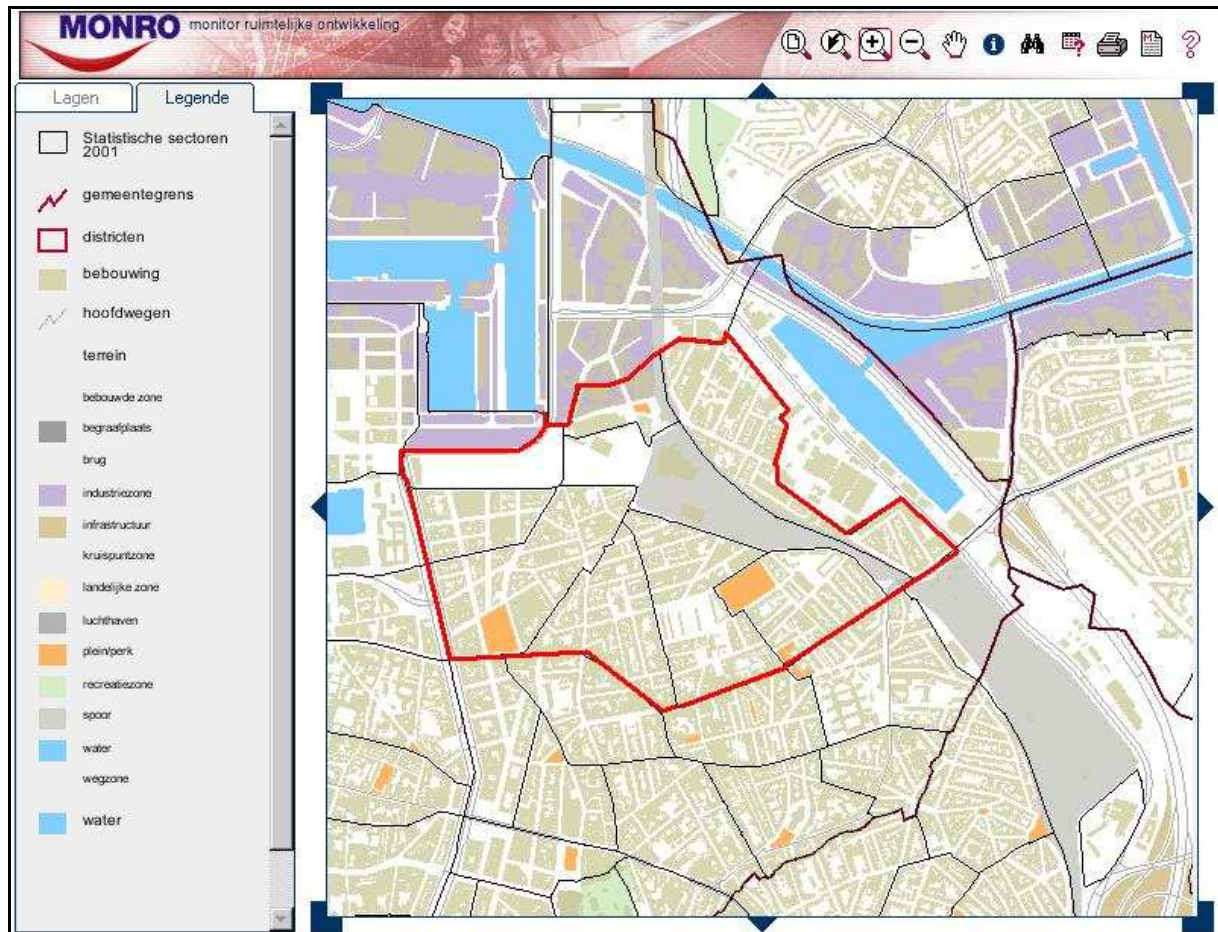 MONRO monitor ruimtelijke ontwikkeling
Lagen Legende
Statistische sectoren
2001
gemeentegrens
districten
bebouwing
hoofdwegen
terrein
bebouwde zone
begraafplaats
brug
industriezone
infrastructuur
kruispuntzone
landelijke zone
luchthaven
plein/perk
recreatiezone
spoor
water
wegzone
water